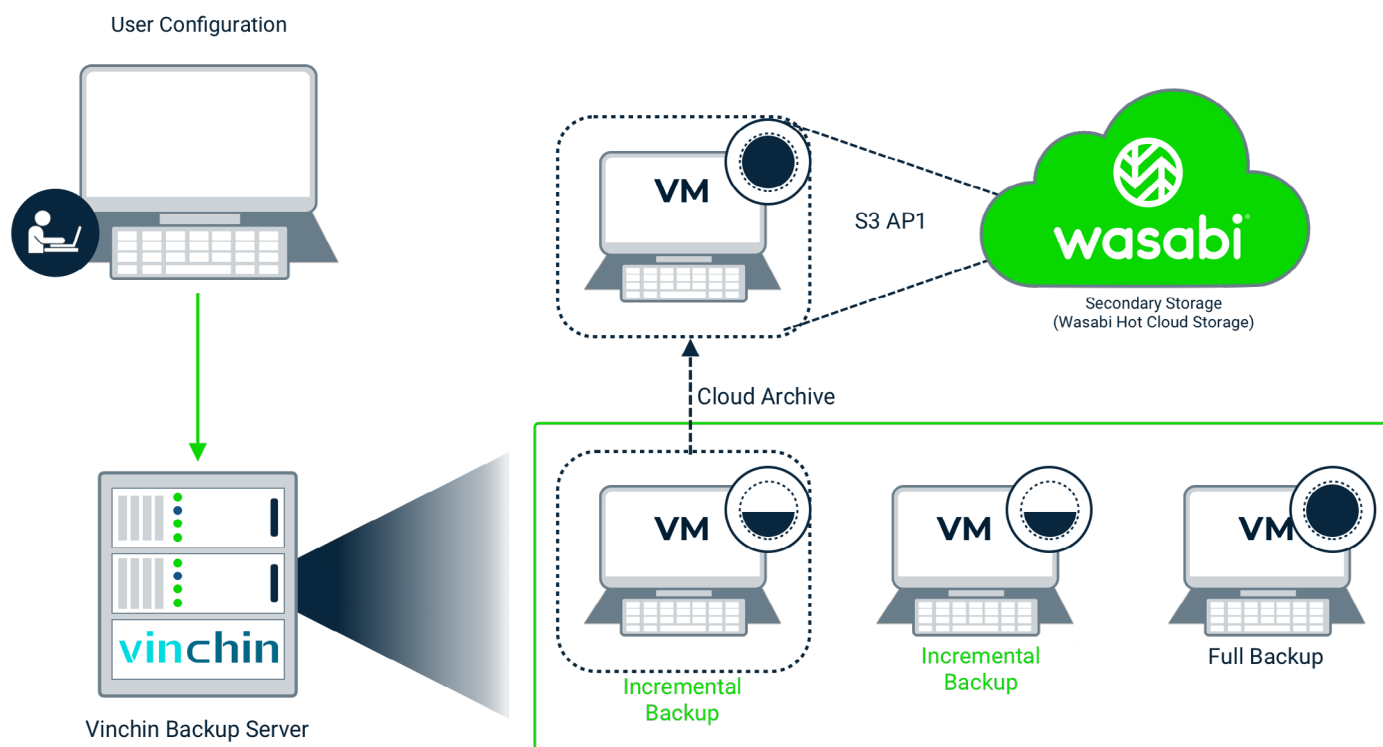 User Configuration
VM
S3 AP1
wasabi
Secondary Storage
(Wasabi Hot Cloud Storage)
Cloud Archive
VM
VM
VM
vinchin
Incremental
Backup
Incremental
Backup
Full Backup
Vinchin Backup Server